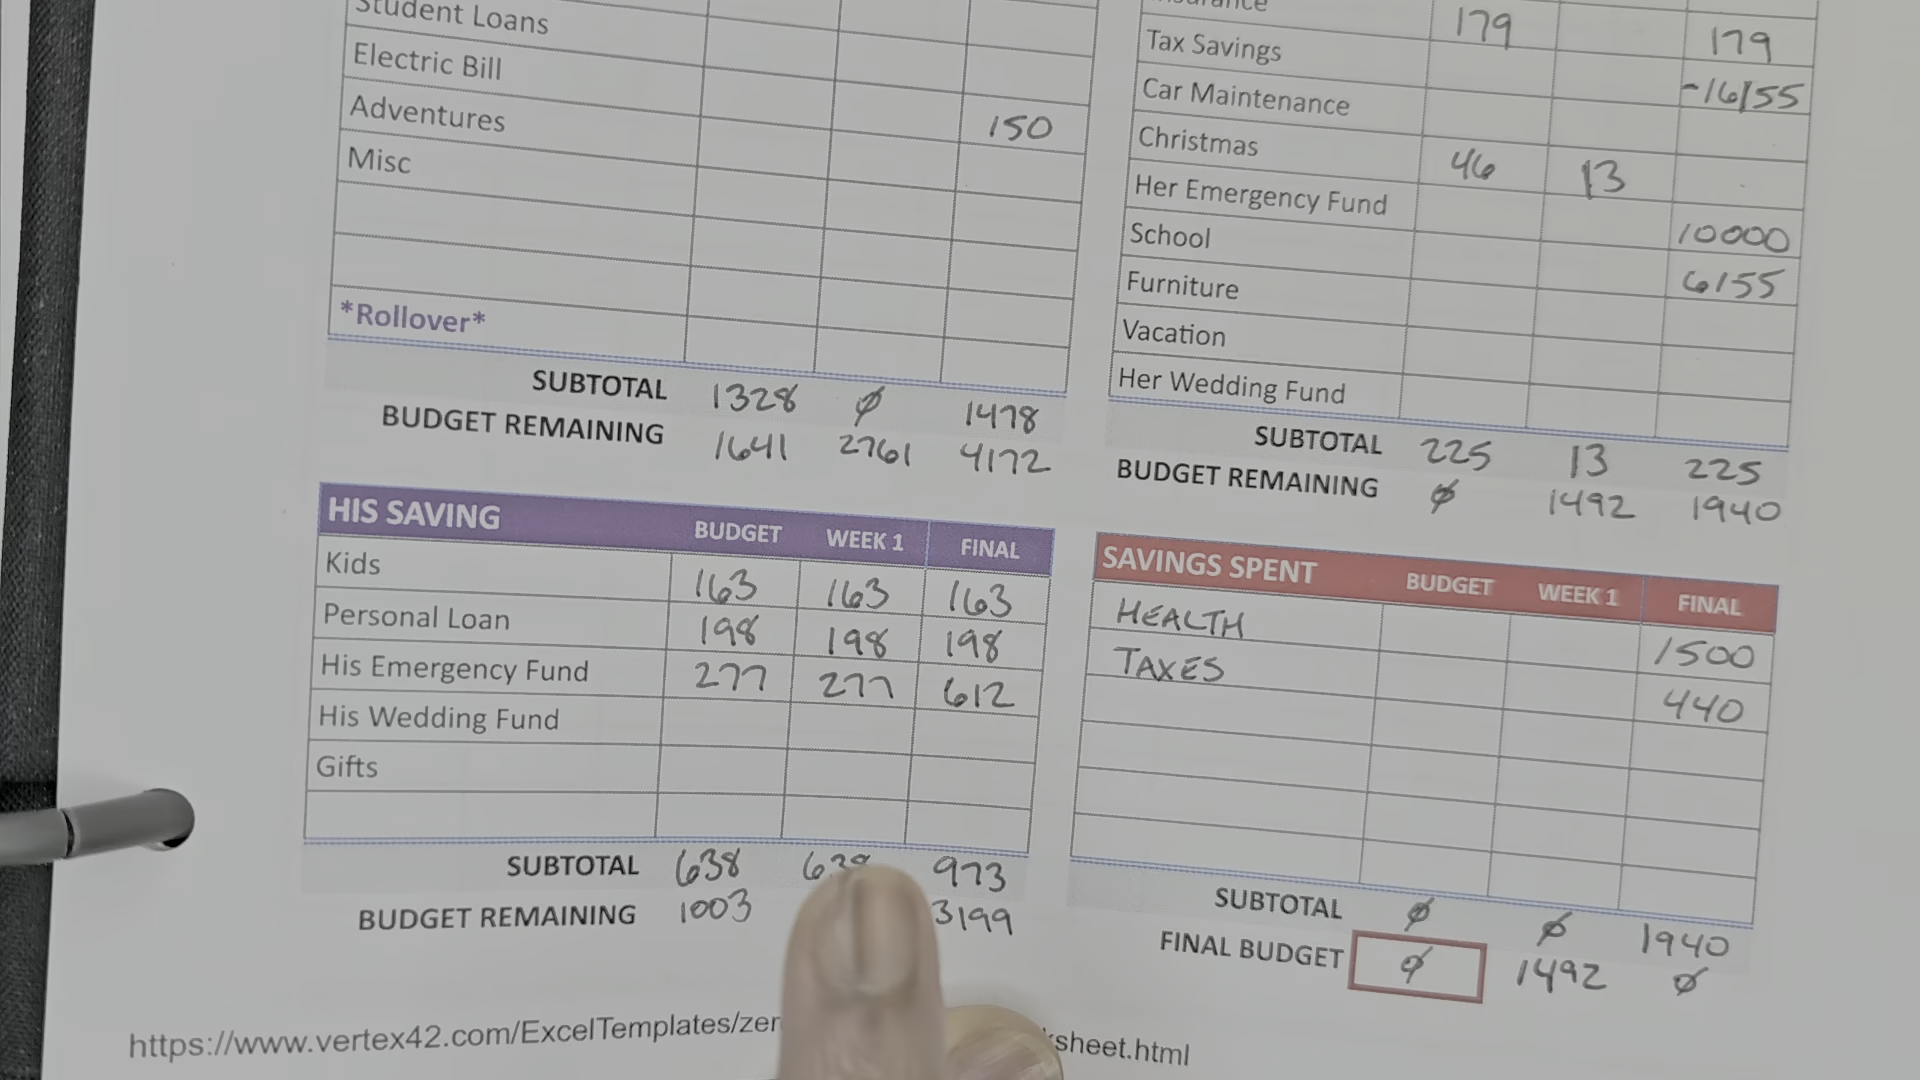 Student Loans
Electric Bill
Adventures 150
Misc
*Rollover*
SUBTOTAL 1328 ∅ 1478
BUDGET REMAINING 1641 2761 4172
HIS SAVING BUDGET WEEK 1 FINAL
Kids 163 163 163
Personal Loan 198 198 198
His Emergency Fund 277 277 612
His Wedding Fund
Gifts
SUBTOTAL 638 638 973
BUDGET REMAINING 1003 3199
179 179
Tax Savings -16155
Car Maintenance
Christmas 46 13
Her Emergency Fund 10000
School 6155
Furniture
Vacation
Her Wedding Fund
SUBTOTAL 225 13 225
BUDGET REMAINING ∅ 1492 1940
SAVINGS SPENT BUDGET WEEK 1 FINAL
HEALTH 1500
TAXES 440
SUBTOTAL ∅ ∅ 1940
FINAL BUDGET ∅ 1492 ∅
https://www.vertex42.com/ExcelTemplates/zer sheet.html